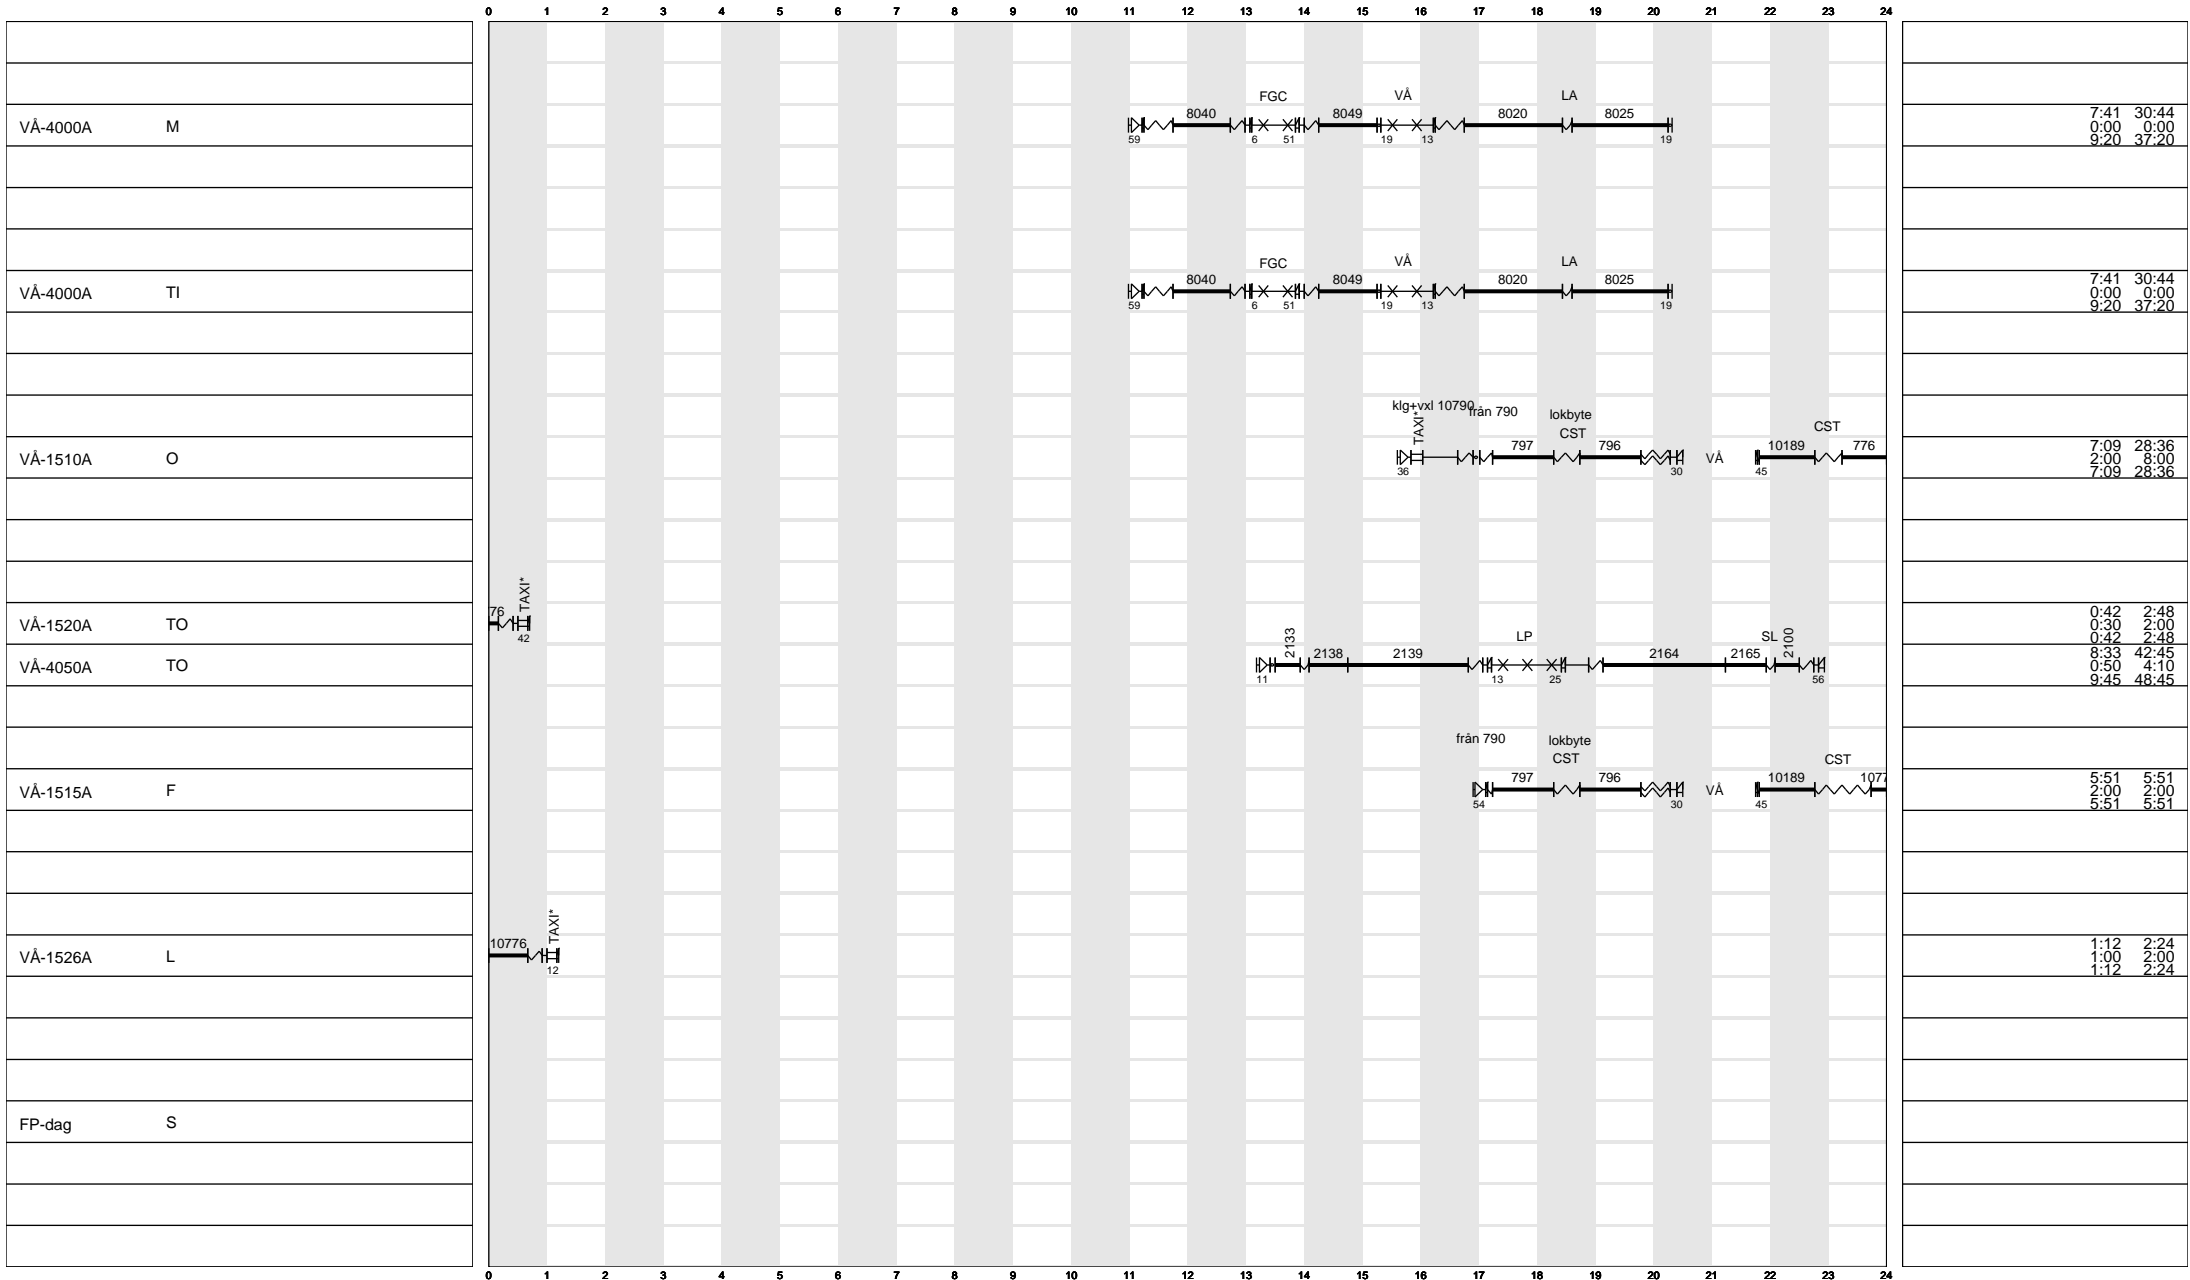 0 1 2 3 4 5 6 7 8 9 10 11 12 13 14 15 16 17 18 19 20 21 22 23 24
FGC VÅ LA
VÅ-4000A M 8040 8049 8020 8025 7:41 30:44
0:00 0:00
59 6 51 19 13 19 9:20 37:20
FGC VÅ LA
VÅ-4000A TI 8040 8049 8020 8025 7:41 30:44
0:00 0:00
59 6 51 19 13 19 9:20 37:20
klg+vxl 10790 från 790 lokbyte
TAXI* CST CST
VÅ-1510A O 797 796 VÅ 10189 776 7:09 28:36
2:00 8:00
36 30 45 7:09 28:36
TAXI*
VÅ-1520A TO 76 0:42 2:48
0:30 2:00
42 0:42 2:48
2133 LP SL 2100
VÅ-4050A TO 2138 2139 2164 2165 8:33 42:45
0:50 4:10
11 13 25 56 9:45 48:45
från 790 lokbyte
CST CST
VÅ-1515A F 797 796 VÅ 10189 1077 5:51 5:51
2:00 2:00
54 30 45 5:51 5:51
TAXI*
VÅ-1526A L 10776 1:12 2:24
1:00 2:00
12 1:12 2:24
FP-dag S
0 1 2 3 4 5 6 7 8 9 10 11 12 13 14 15 16 17 18 19 20 21 22 23 24